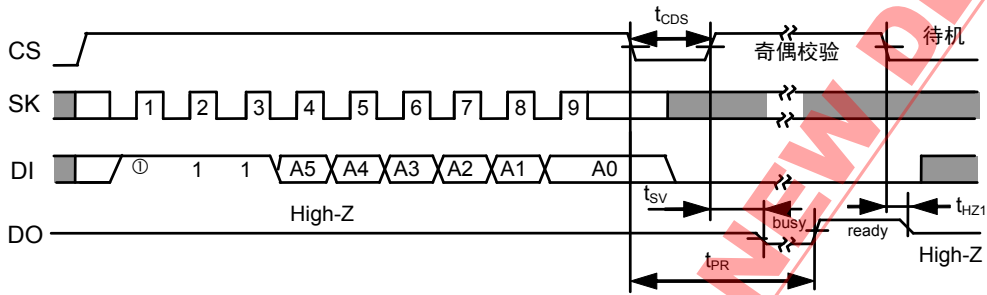 CS tCDS 奇偶校验 待机
SK 1 2 3 4 5 6 7 8 9
DI ① 1 1 A5 A4 A3 A2 A1 A0
tSV tHZ1
High-Z busy ready
DO tPR High-Z
NEW D